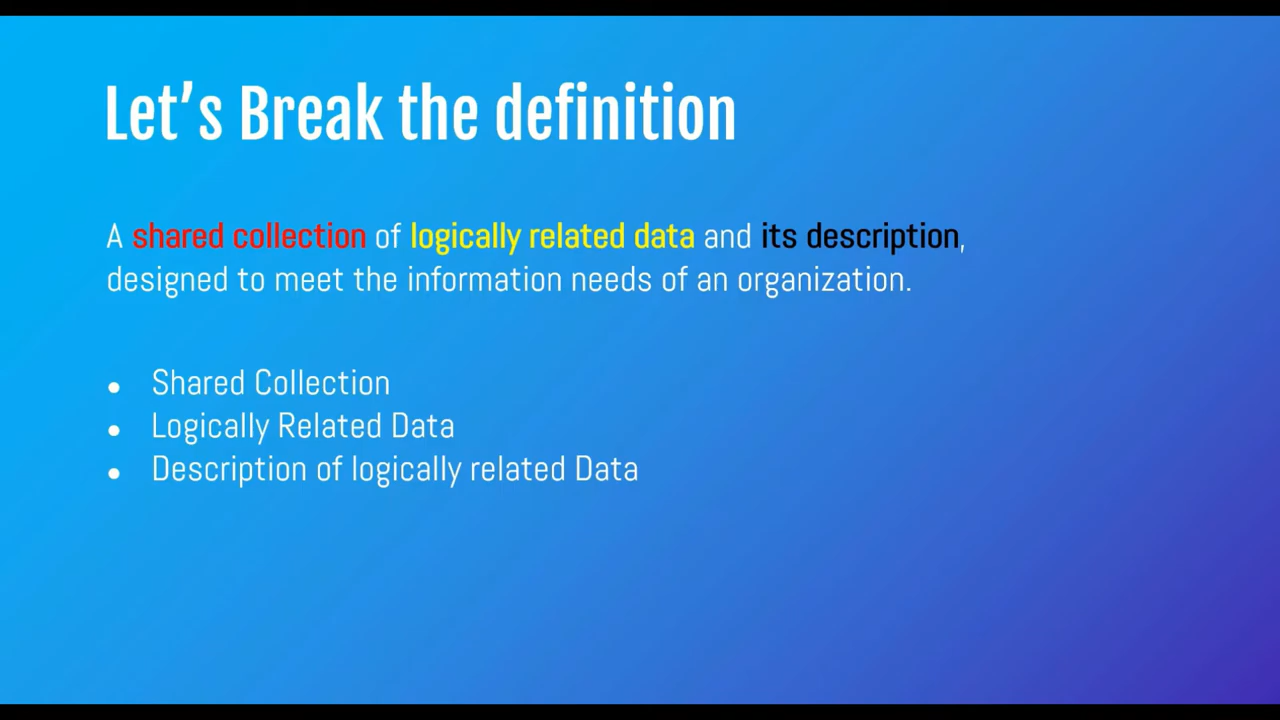 Let's Break the definition
A shared collection of logically related data and its description,
designed to meet the information needs of an organization.
● Shared Collection
● Logically Related Data
● Description of logically related Data